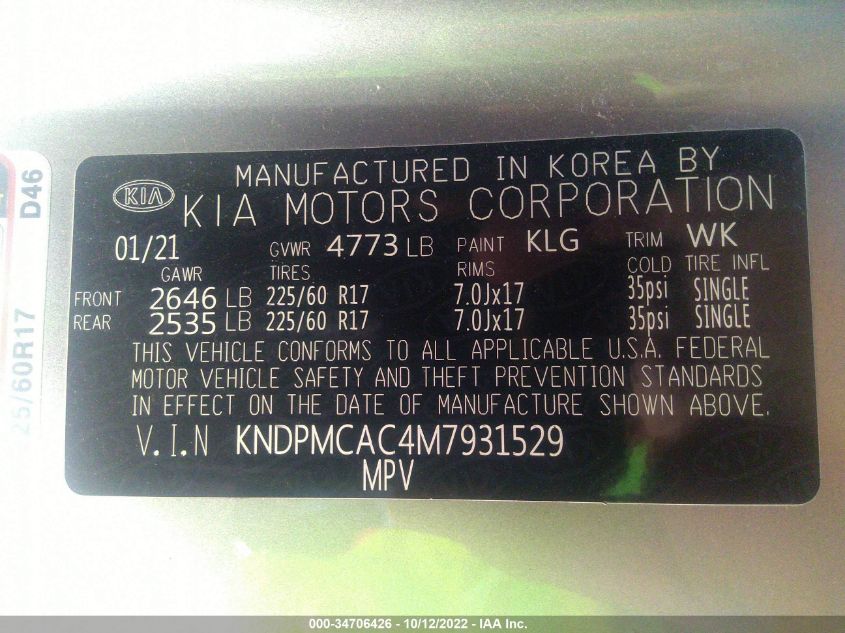 MANUFACTURED IN KOREA BY
KIA KIA MOTORS CORPORATION
01/21 GVWR 4773 LB PAINT KLG TRIM WK
GAWR TIRES RIMS COLD TIRE INFL
FRONT 2646 LB 225/60 R17 7.0Jx17 35psi SINGLE
REAR 2535 LB 225/60 R17 7.0Jx17 35psi SINGLE
THIS VEHICLE CONFORMS TO ALL APPLICABLE U.S.A. FEDERAL
MOTOR VEHICLE SAFETY AND THEFT PREVENTION STANDARDS
IN EFFECT ON THE DATE OF MANUFACTURE SHOWN ABOVE.
V.I.N KNDPMCAC4M7931529
MPV
D46
25/60R17
000-34706426 - 10/12/2022 - IAA Inc.